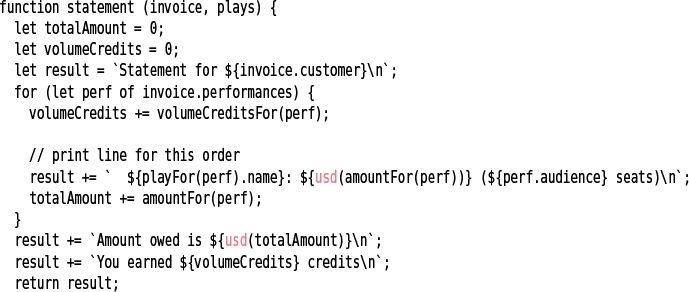 function statement (invoice, plays) {
  let totalAmount = 0;
  let volumeCredits = 0;
  let result = `Statement for ${invoice.customer}\n`;
  for (let perf of invoice.performances) {
    volumeCredits += volumeCreditsFor(perf);

    // print line for this order
    result += `  ${playFor(perf).name}: ${usd(amountFor(perf))} (${perf.audience} seats)\n`;
    totalAmount += amountFor(perf);
  }
  result += `Amount owed is ${usd(totalAmount)}\n`;
  result += `You earned ${volumeCredits} credits\n`;
  return result;